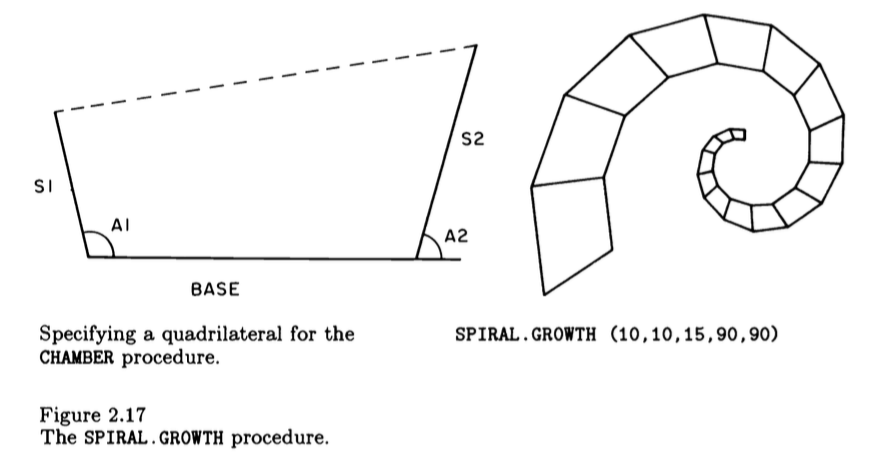 S1
A1
BASE
A2
S2
Specifying a quadrilateral for the
CHAMBER procedure.
SPIRAL.GROWTH (10,10,15,90,90)
Figure 2.17
The SPIRAL.GROWTH procedure.